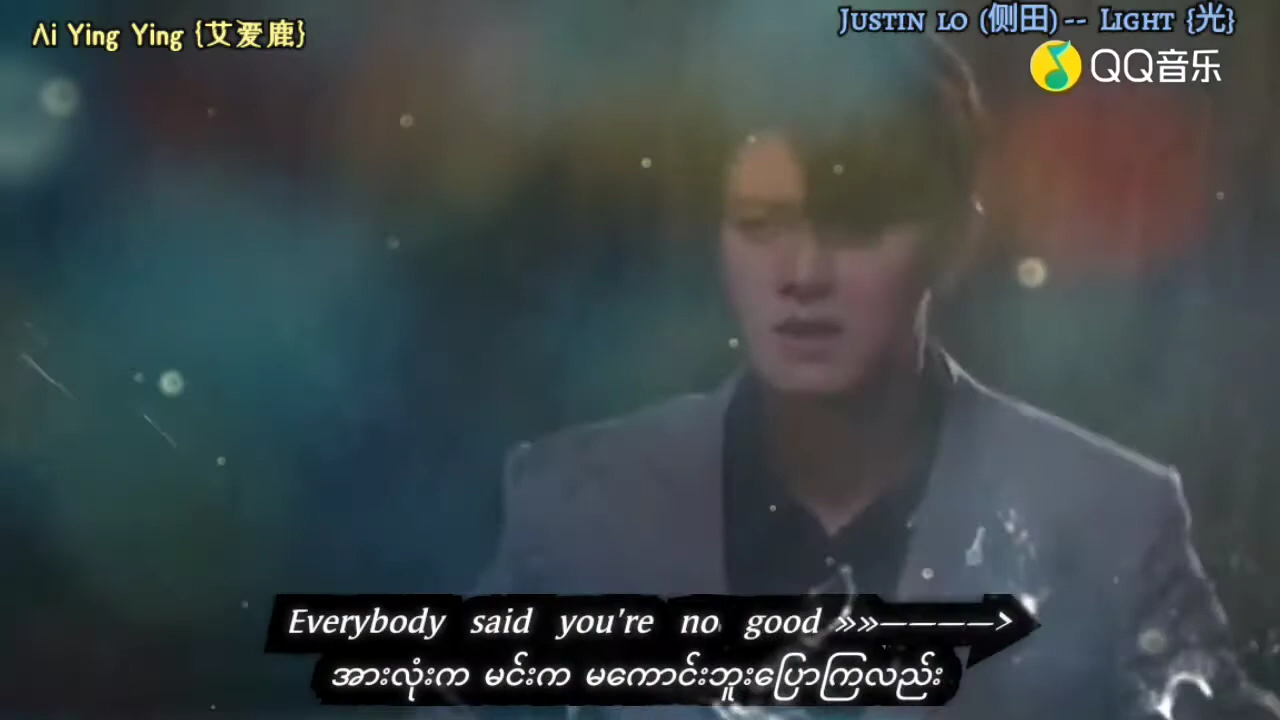 Ai Ying Ying {艾爱鹿}
Justin lo (侧田) -- Light {光}
QQ音乐
Everybody said you're no good »»————>
အားလုံးက မင်းက မကောင်းဘူးပြောကြလည်း